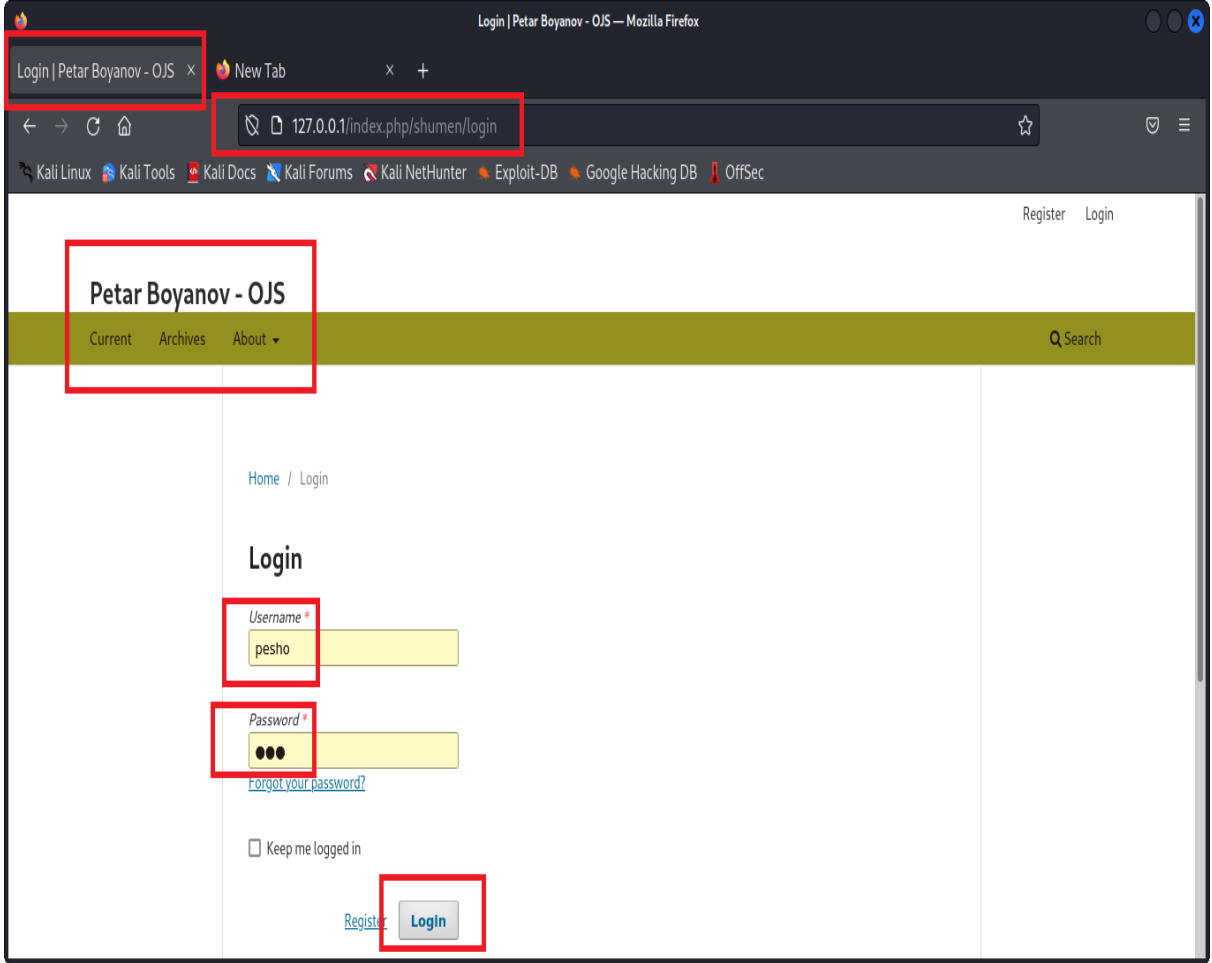 Login | Petar Boyanov - OJS — Mozilla Firefox
Login | Petar Boyanov - OJS
New Tab
127.0.0.1/index.php/shumen/login
Kali Linux Kali Tools Kali Docs Kali Forums Kali NetHunter Exploit-DB Google Hacking DB OffSec
Register Login
Petar Boyanov - OJS
Current Archives About Search
Home / Login
Login
Username *
pesho
Password *
Forgot your password?
Keep me logged in
Register Login